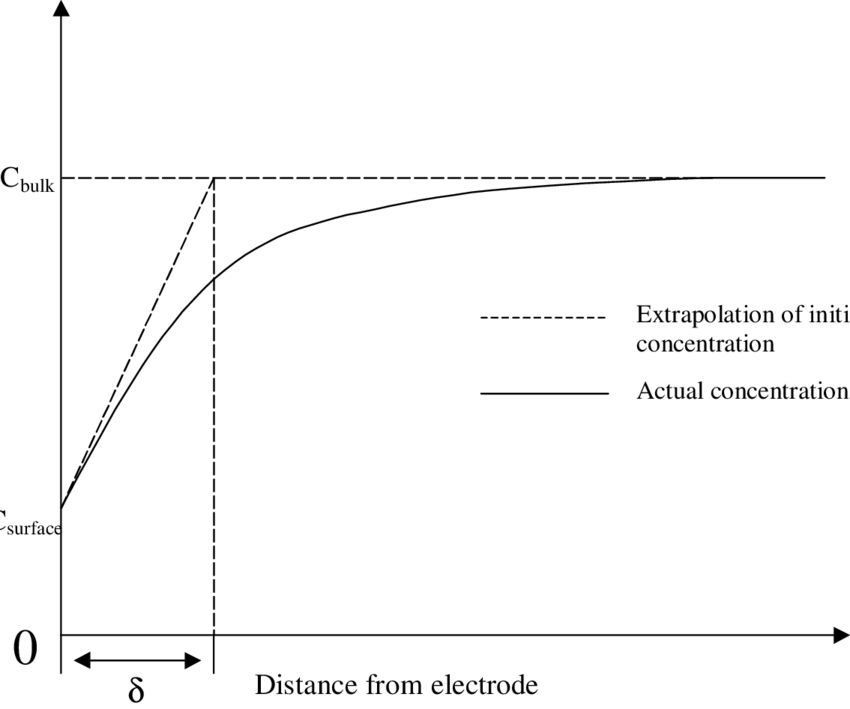 Cbulk
Extrapolation of initi
concentration
Actual concentration
Csurface
0
δ
Distance from electrode